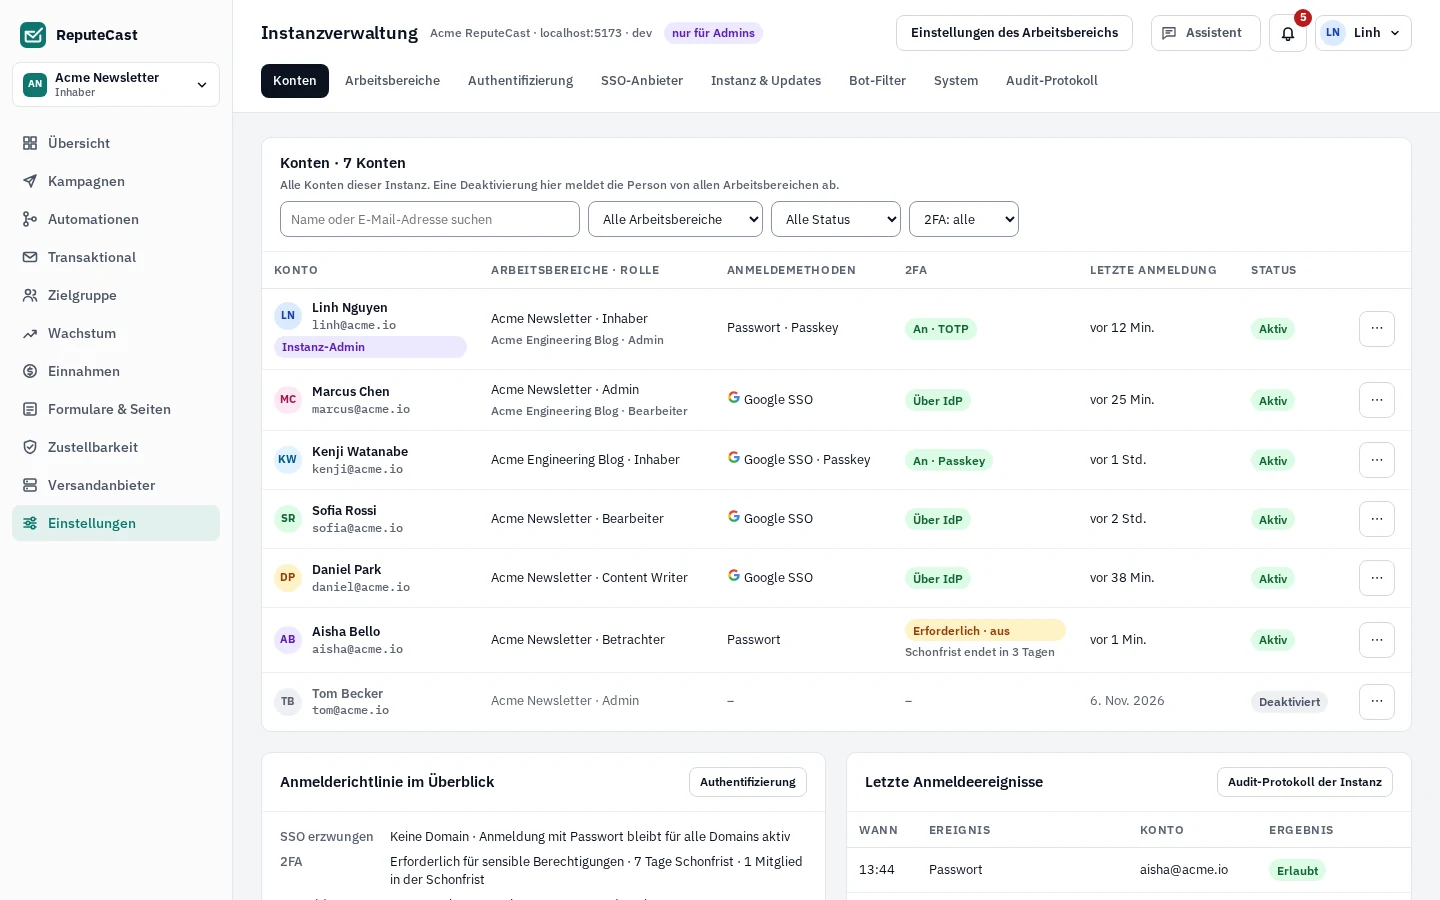 ReputeCast
AN
Acme Newsletter
Inhaber
Übersicht
Kampagnen
Automationen
Transaktional
Zielgruppe
Wachstum
Einnahmen
Formulare & Seiten
Zustellbarkeit
Versandanbieter
Einstellungen
Instanzverwaltung
Acme ReputeCast · localhost:5173 · dev
nur für Admins
Einstellungen des Arbeitsbereichs
Assistent
5
LN Linh
Konten
Arbeitsbereiche
Authentifizierung
SSO-Anbieter
Instanz & Updates
Bot-Filter
System
Audit-Protokoll
Konten · 7 Konten
Alle Konten dieser Instanz. Eine Deaktivierung hier meldet die Person von allen Arbeitsbereichen ab.
Name oder E-Mail-Adresse suchen
Alle Arbeitsbereiche
Alle Status
2FA: alle
KONTO ARBEITSBEREICHE · ROLLE ANMELDEMETHODEN 2FA LETZTE ANMELDUNG STATUS
LN
Linh Nguyen
linh@acme.io
Instanz-Admin
Acme Newsletter · Inhaber
Acme Engineering Blog · Admin
Passwort · Passkey
An · TOTP
vor 12 Min.
Aktiv
...
MC
Marcus Chen
marcus@acme.io
Acme Newsletter · Admin
Acme Engineering Blog · Bearbeiter
Google SSO
Über IdP
vor 25 Min.
Aktiv
...
KW
Kenji Watanabe
kenji@acme.io
Acme Engineering Blog · Inhaber
Google SSO · Passkey
An · Passkey
vor 1 Std.
Aktiv
...
SR
Sofia Rossi
sofia@acme.io
Acme Newsletter · Bearbeiter
Google SSO
Über IdP
vor 2 Std.
Aktiv
...
DP
Daniel Park
daniel@acme.io
Acme Newsletter · Content Writer
Google SSO
Über IdP
vor 38 Min.
Aktiv
...
AB
Aisha Bello
aisha@acme.io
Acme Newsletter · Betrachter
Passwort
Erforderlich · aus
Schonfrist endet in 3 Tagen
vor 1 Min.
Aktiv
...
TB
Tom Becker
tom@acme.io
Acme Newsletter · Admin
–
–
6. Nov. 2026
Deaktiviert
...
Anmelderichtlinie im Überblick
Authentifizierung
SSO erzwungen Keine Domain · Anmeldung mit Passwort bleibt für alle Domains aktiv
2FA Erforderlich für sensible Berechtigungen · 7 Tage Schonfrist · 1 Mitglied
in der Schonfrist
Letzte Anmeldeereignisse
Audit-Protokoll der Instanz
WANN EREIGNIS KONTO ERGEBNIS
13:44 Passwort aisha@acme.io Erlaubt